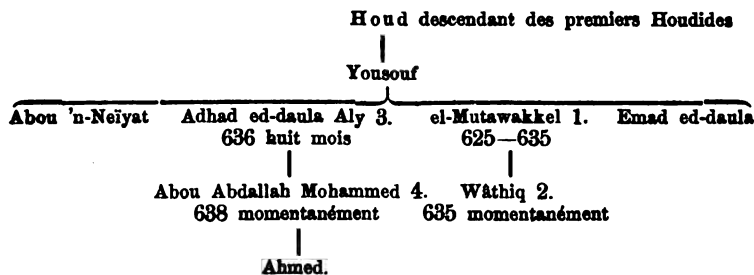 Houd descendant des premiers Houdides
Yousouf
Abou 'n-Neïyat Adhad ed-daula Aly 3. el-Mutawakkel 1. Emad ed-daula
636 huit mois 625—635
Abou Abdallah Mohammed 4. Wâthiq 2.
638 momentanément 635 momentanément
Ahmed.